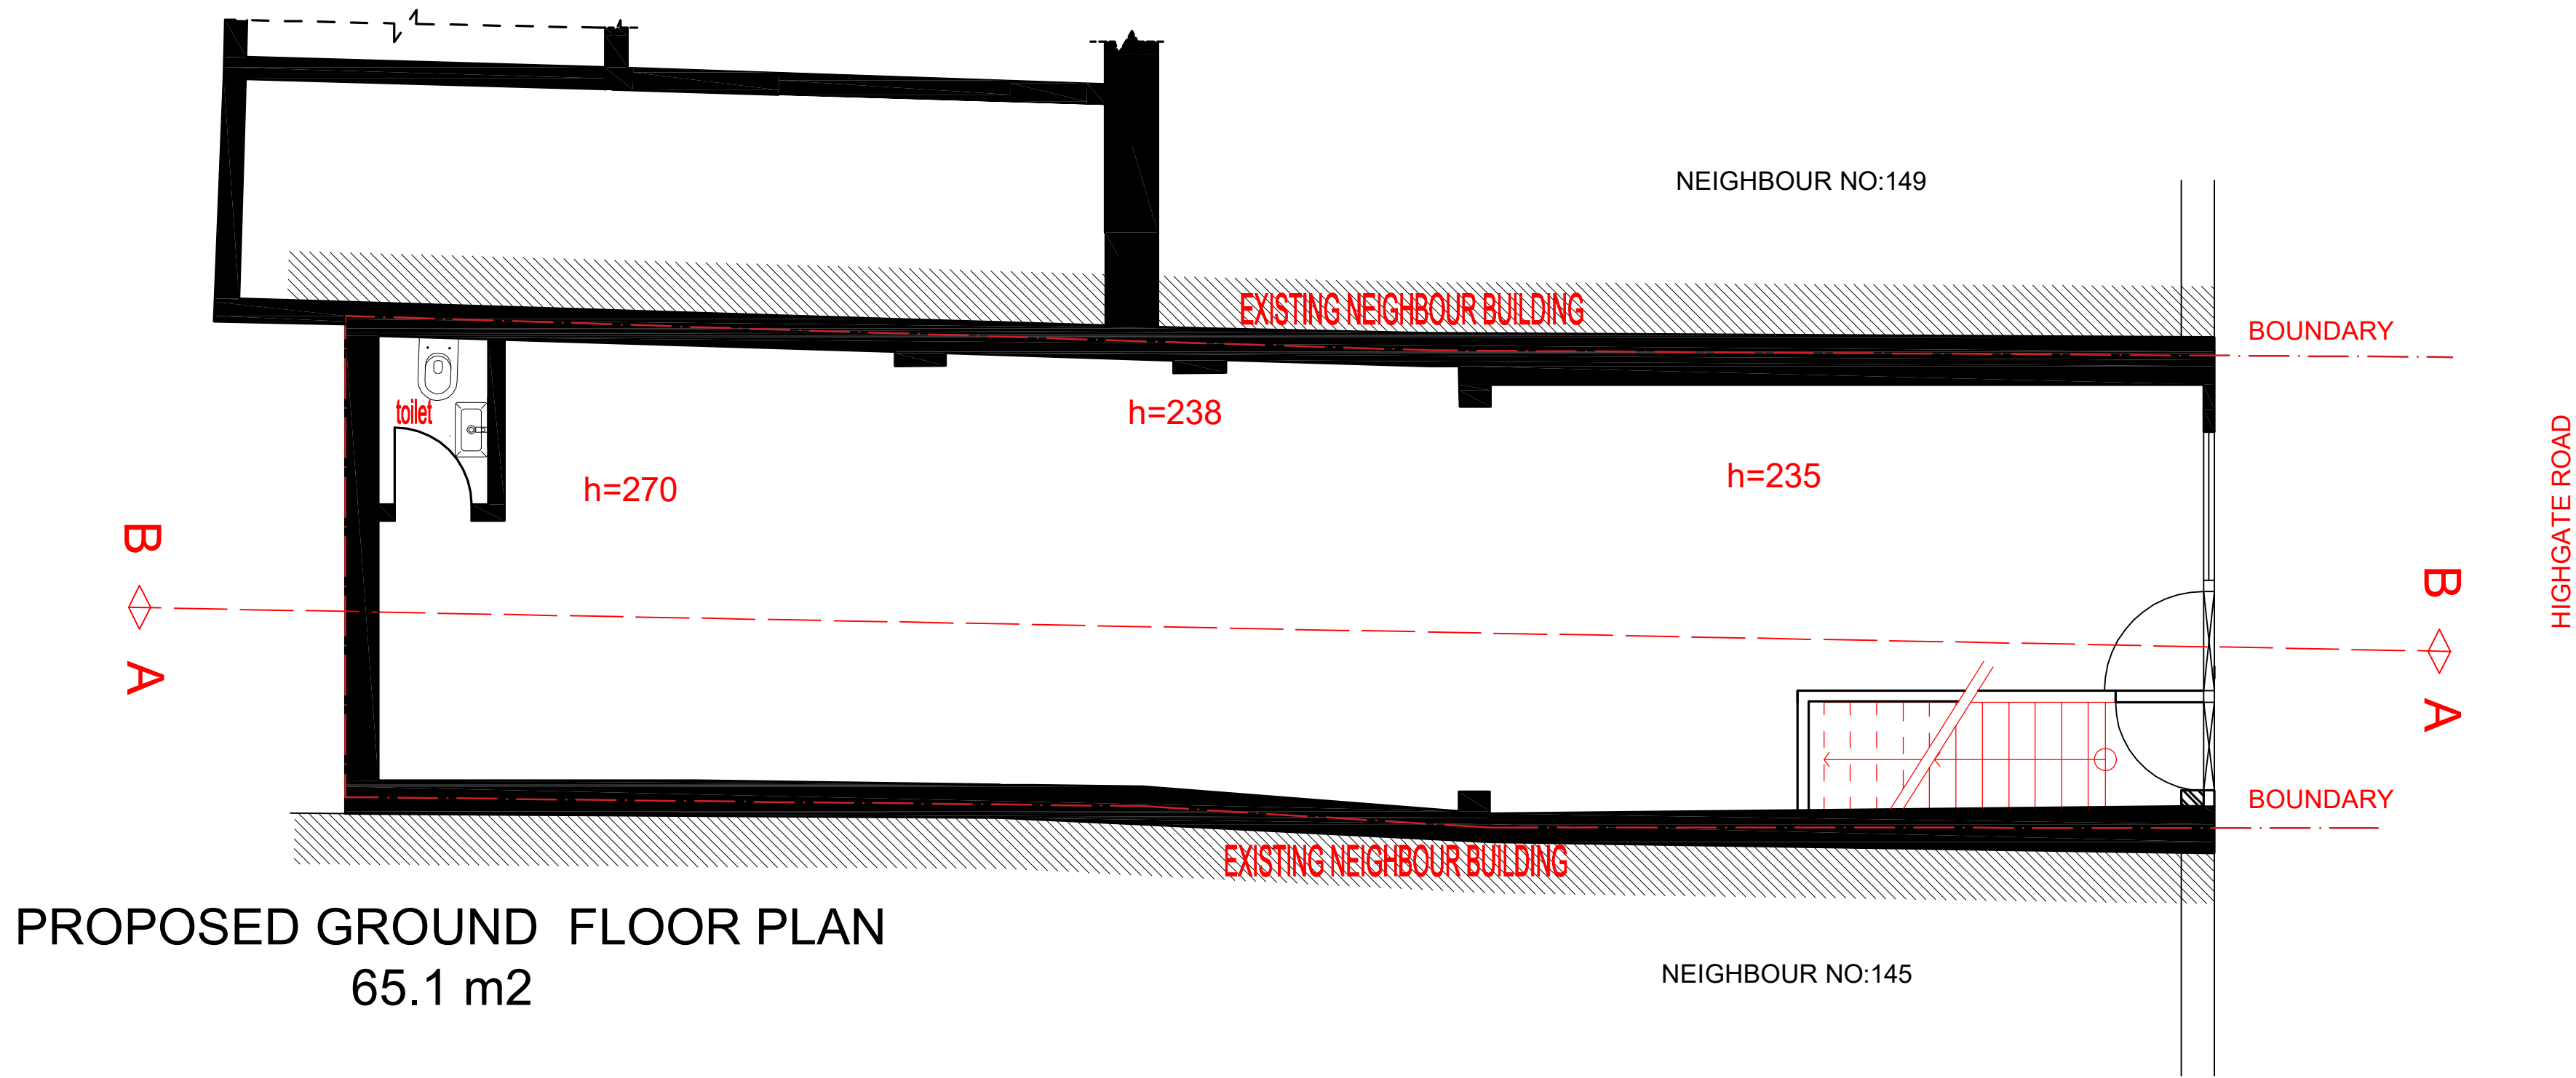 NEIGHBOUR NO:149
EXISTING NEIGHBOUR BUILDING
BOUNDARY
toilet
h=238
h=270
h=235
HIGHGATE ROAD
B
A
B
A
BOUNDARY
EXISTING NEIGHBOUR BUILDING
PROPOSED GROUND FLOOR PLAN
65.1 m2
NEIGHBOUR NO:145